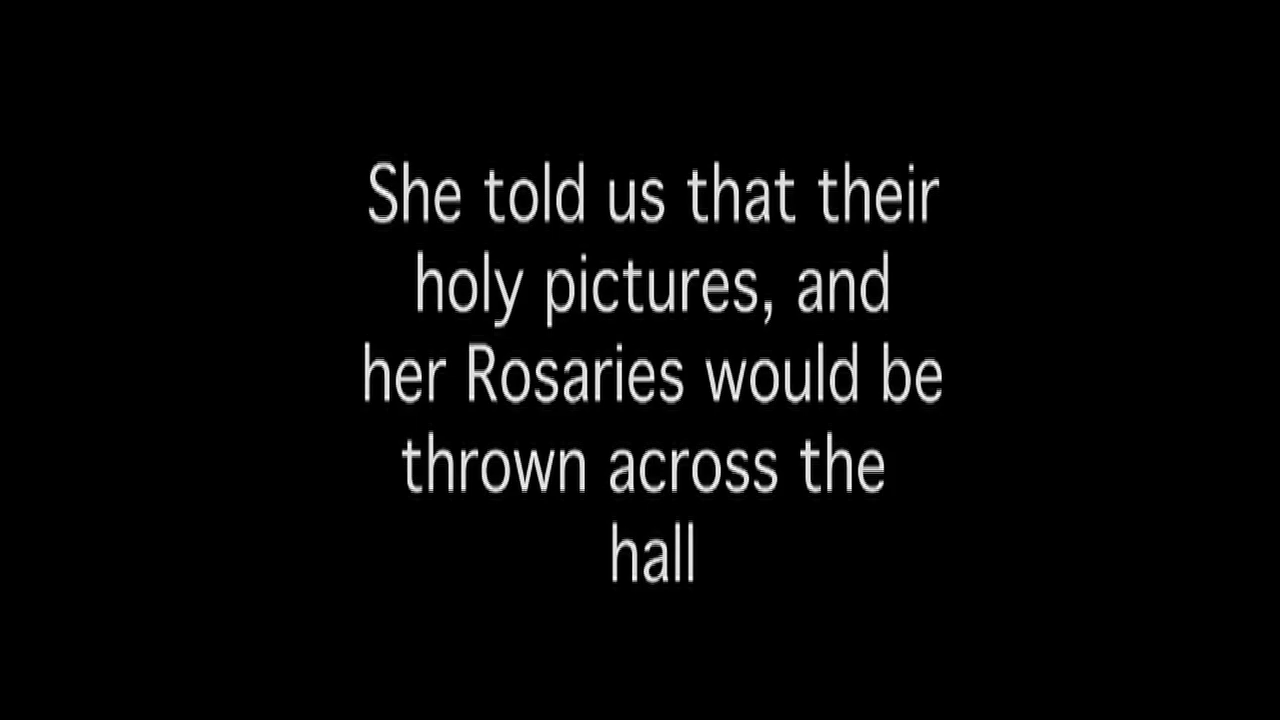 She told us that their
holy pictures, and
her Rosaries would be
thrown across the
hall